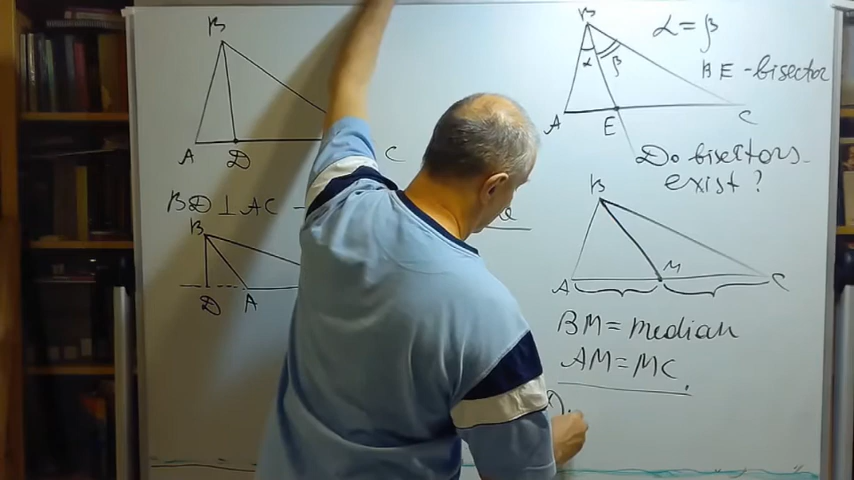 B
A
D
C
BD ⊥ AC -
B
D
A
B
α
β
A
E
C
α = β
BE - bisector
Do bisectors
exist?
B
M
A
C
BM = median
AM = MC.